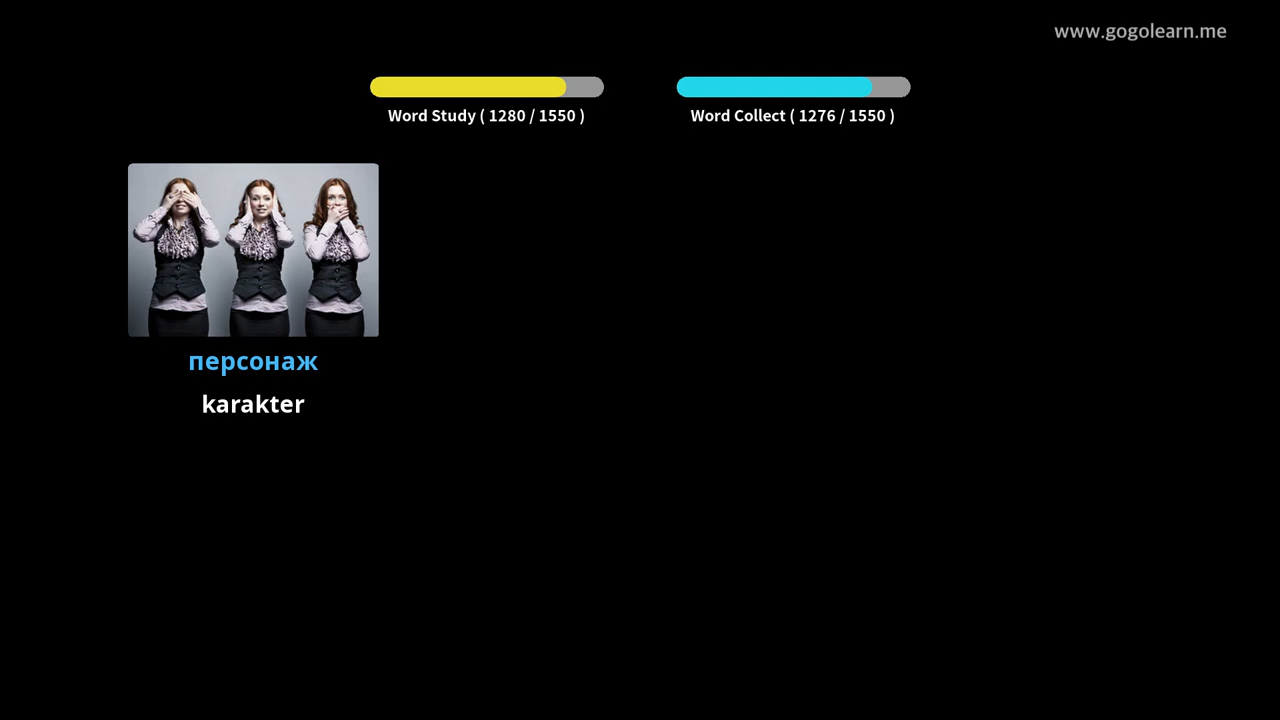 www.gogolearn.me
Word Study ( 1280 / 1550 )
Word Collect ( 1276 / 1550 )
персонаж
karakter